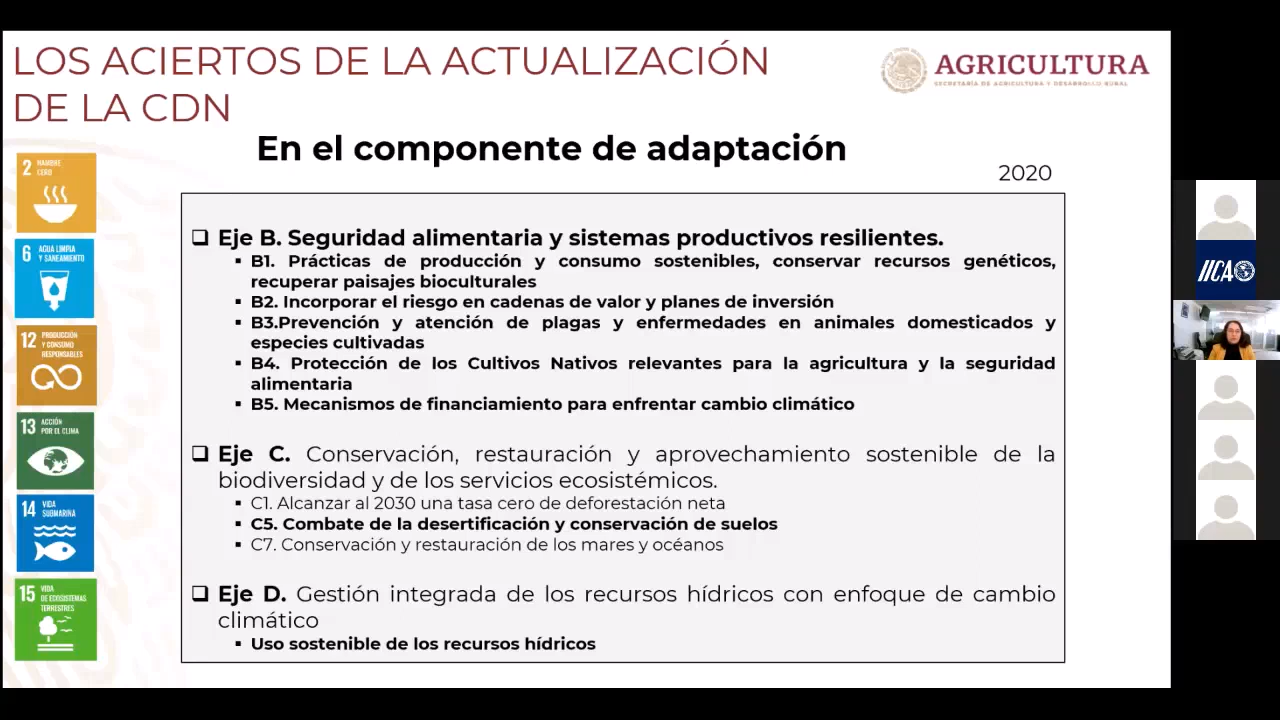 LOS ACIERTOS DE LA ACTUALIZACIÓN
DE LA CDN
AGRICULTURA
SECRETARÍA DE AGRICULTURA Y DESARROLLO RURAL
En el componente de adaptación
2020
2 HAMBRE
CERO
6 AGUA LIMPIA
Y SANEAMIENTO
12 PRODUCCIÓN
Y CONSUMO
RESPONSABLES
13 ACCIÓN
POR EL CLIMA
14 VIDA
SUBMARINA
15 VIDA
DE ECOSISTEMAS
TERRESTRES
❑ Eje B. Seguridad alimentaria y sistemas productivos resilientes.
▪ B1. Prácticas de producción y consumo sostenibles, conservar recursos genéticos,
recuperar paisajes bioculturales
▪ B2. Incorporar el riesgo en cadenas de valor y planes de inversión
▪ B3.Prevención y atención de plagas y enfermedades en animales domesticados y
especies cultivadas
▪ B4. Protección de los Cultivos Nativos relevantes para la agricultura y la seguridad
alimentaria
▪ B5. Mecanismos de financiamiento para enfrentar cambio climático
❑ Eje C. Conservación, restauración y aprovechamiento sostenible de la
biodiversidad y de los servicios ecosistémicos.
▪ C1. Alcanzar al 2030 una tasa cero de deforestación neta
▪ C5. Combate de la desertificación y conservación de suelos
▪ C7. Conservación y restauración de los mares y océanos
❑ Eje D. Gestión integrada de los recursos hídricos con enfoque de cambio
climático
▪ Uso sostenible de los recursos hídricos
IICA